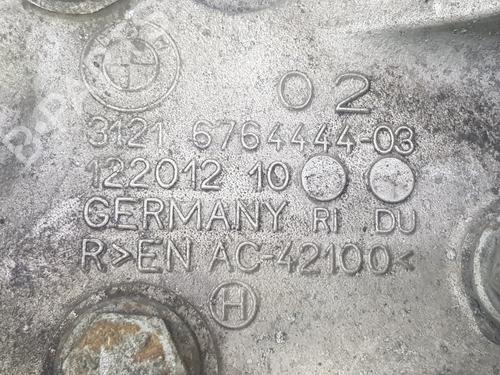 02
3121 6764444-03
122012 10
GERMANY RI DU
R>EN AC-42100<
H